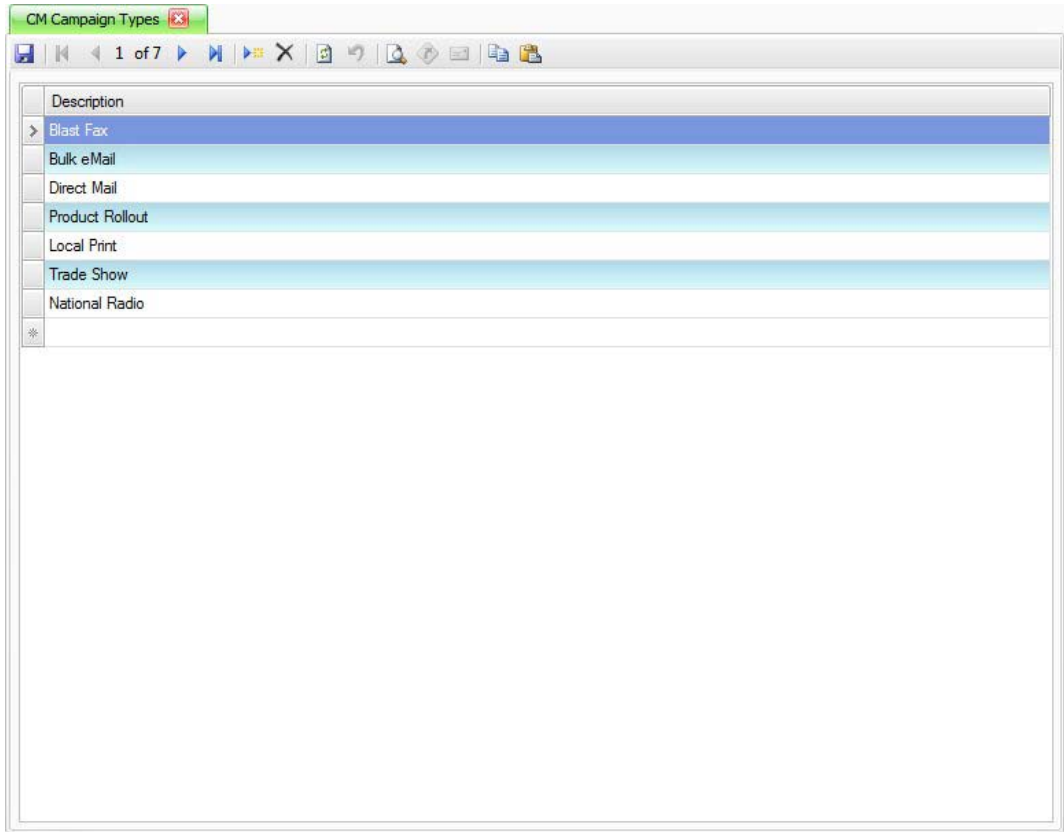 CM Campaign Types
1 of 7
Description
Blast Fax
Bulk eMail
Direct Mail
Product Rollout
Local Print
Trade Show
National Radio